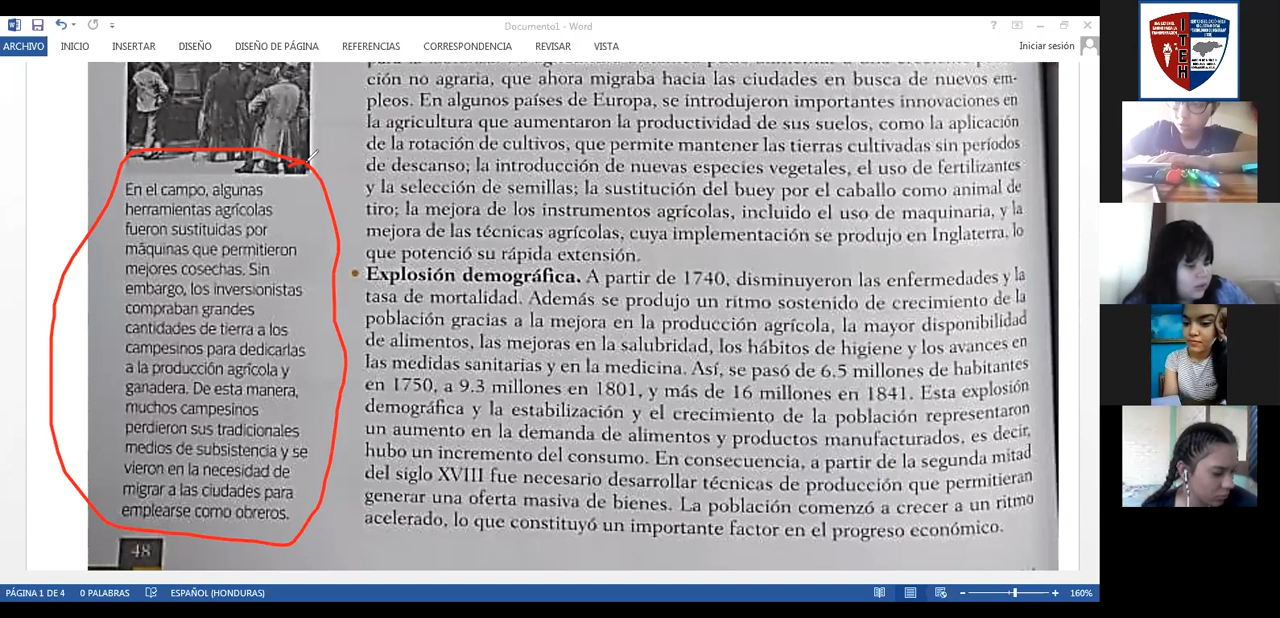 Documento1 - Word
ARCHIVO INICIO INSERTAR DISEÑO DISEÑO DE PÁGINA REFERENCIAS CORRESPONDENCIA REVISAR VISTA
Iniciar sesión
ITEH
En el campo, algunas
herramientas agrícolas
fueron sustituidas por
máquinas que permitieron
mejores cosechas. Sin
embargo, los inversionistas
compraban grandes
cantidades de tierra a los
campesinos para dedicarlas
a la producción agrícola y
ganadera. De esta manera,
muchos campesinos
perdieron sus tradicionales
medios de subsistencia y se
vieron en la necesidad de
migrar a las ciudades para
emplearse como obreros.
48
ción no agraria, que ahora migraba hacia las ciudades en busca de nuevos em-
pleos. En algunos países de Europa, se introdujeron importantes innovaciones en
la agricultura que aumentaron la productividad de sus suelos, como la aplicación
de la rotación de cultivos, que permite mantener las tierras cultivadas sin períodos
de descanso; la introducción de nuevas especies vegetales, el uso de fertilizantes
y la selección de semillas; la sustitución del buey por el caballo como animal de
tiro; la mejora de los instrumentos agrícolas, incluido el uso de maquinaria, y la
mejora de las técnicas agrícolas, cuya implementación se produjo en Inglaterra, lo
que potenció su rápida extensión.
• Explosión demográfica. A partir de 1740, disminuyeron las enfermedades y la
tasa de mortalidad. Además se produjo un ritmo sostenido de crecimiento de la
población gracias a la mejora en la producción agrícola, la mayor disponibilidad
de alimentos, las mejoras en la salubridad, los hábitos de higiene y los avances en
las medidas sanitarias y en la medicina. Así, se pasó de 6.5 millones de habitantes
en 1750, a 9.3 millones en 1801, y más de 16 millones en 1841. Esta explosión
demográfica y la estabilización y el crecimiento de la población representaron
un aumento en la demanda de alimentos y productos manufacturados, es decir,
hubo un incremento del consumo. En consecuencia, a partir de la segunda mitad
del siglo XVIII fue necesario desarrollar técnicas de producción que permitieran
generar una oferta masiva de bienes. La población comenzó a crecer a un ritmo
acelerado, lo que constituyó un importante factor en el progreso económico.
PÁGINA 1 DE 4 0 PALABRAS ESPAÑOL (HONDURAS) 160%